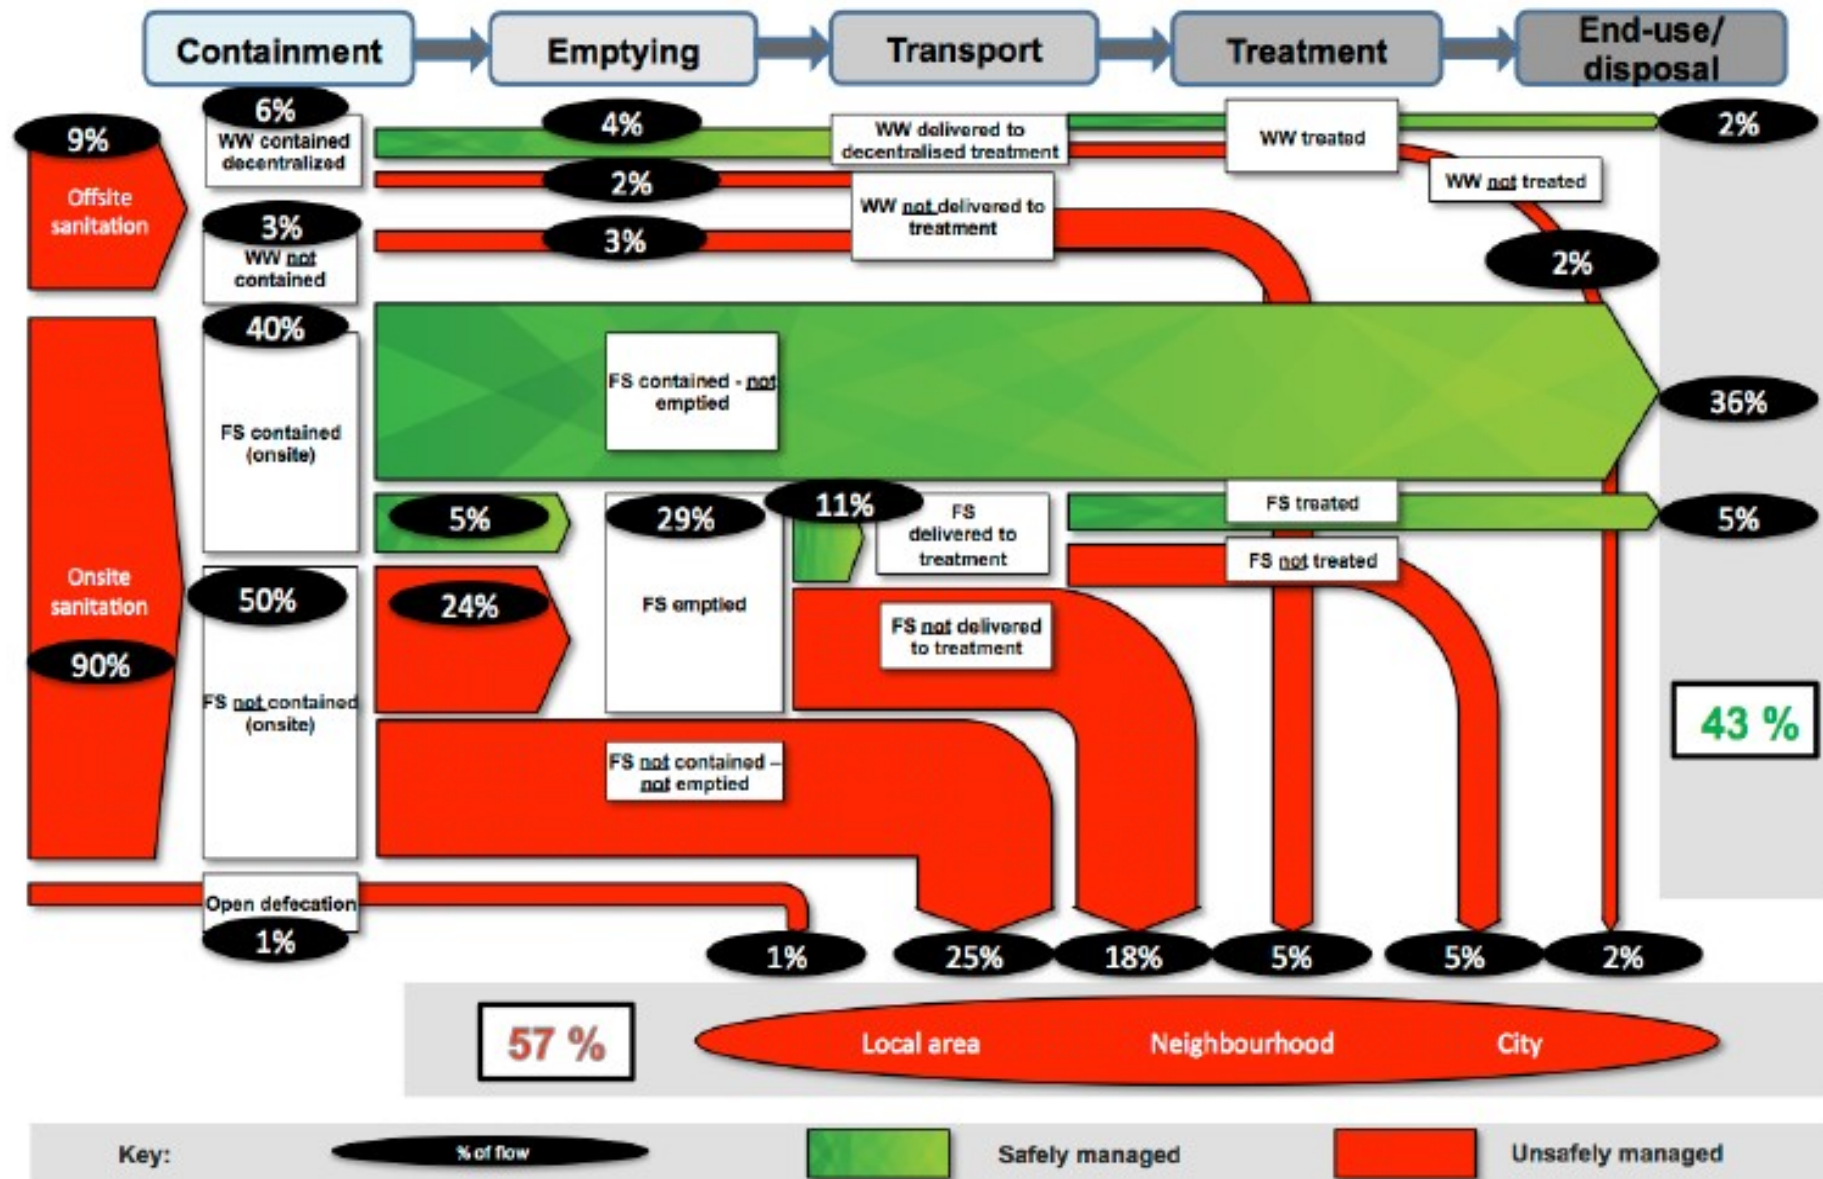 Containment
Emptying
Transport
Treatment
End-use/
disposal
6%
4%
2%
9%
WW contained
decentralized
WW delivered to
decentralised treatment
WW treated
WW not treated
Offsite
sanitation
2%
3%
WW not
contained
3%
WW not delivered to
treatment
2%
40%
FS contained - not
emptied
36%
FS contained
(onsite)
5%
29%
11%
FS
delivered to
treatment
FS treated
5%
FS not treated
Onsite
sanitation
50%
24%
FS emptied
FS not delivered
to treatment
90%
FS not contained
(onsite)
43 %
FS not contained –
not emptied
Open defecation
1%
1%
25%
18%
5%
5%
2%
57 %
Local area
Neighbourhood
City
Key:
% of flow
Safely managed
Unsafely managed